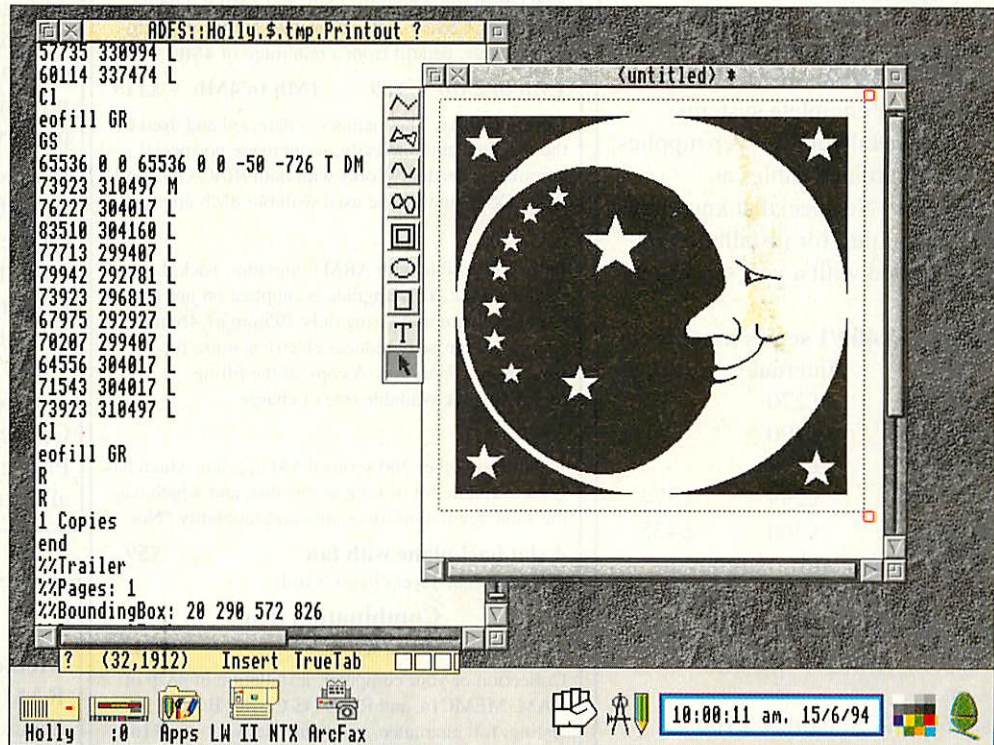 ADFS::Holly.$.tmp.Printout ?
57735 330994 L
60114 337474 L
Cl
eofill GR
GS
65536 0 0 65536 0 0 -50 -726 T DM
73923 310497 M
76227 304017 L
83510 304160 L
77713 299407 L
79942 292781 L
73923 296815 L
67975 292927 L
70207 299407 L
64556 304017 L
71543 304017 L
73923 310497 L
Cl
eofill GR
R
R
1 Copies
end
%%Trailer
%%Pages: 1
%%BoundingBox: 20 290 572 826
? (32,1912) Insert TrueTab
<untitled> *
T
Holly :0 Apps LW II NTX ArcFax
10:00:11 am. 15/6/94